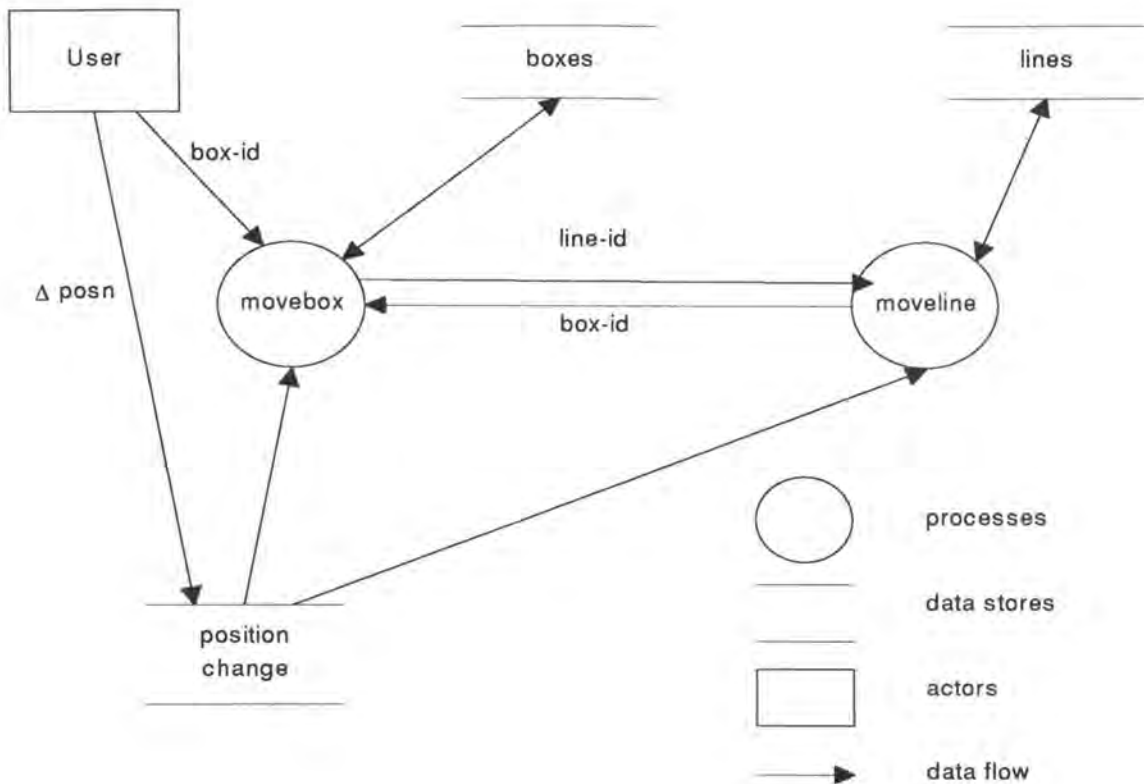 User
boxes
lines
box-id
line-id
Δ posn
movebox
moveline
box-id
processes
data stores
position
change
actors
data flow